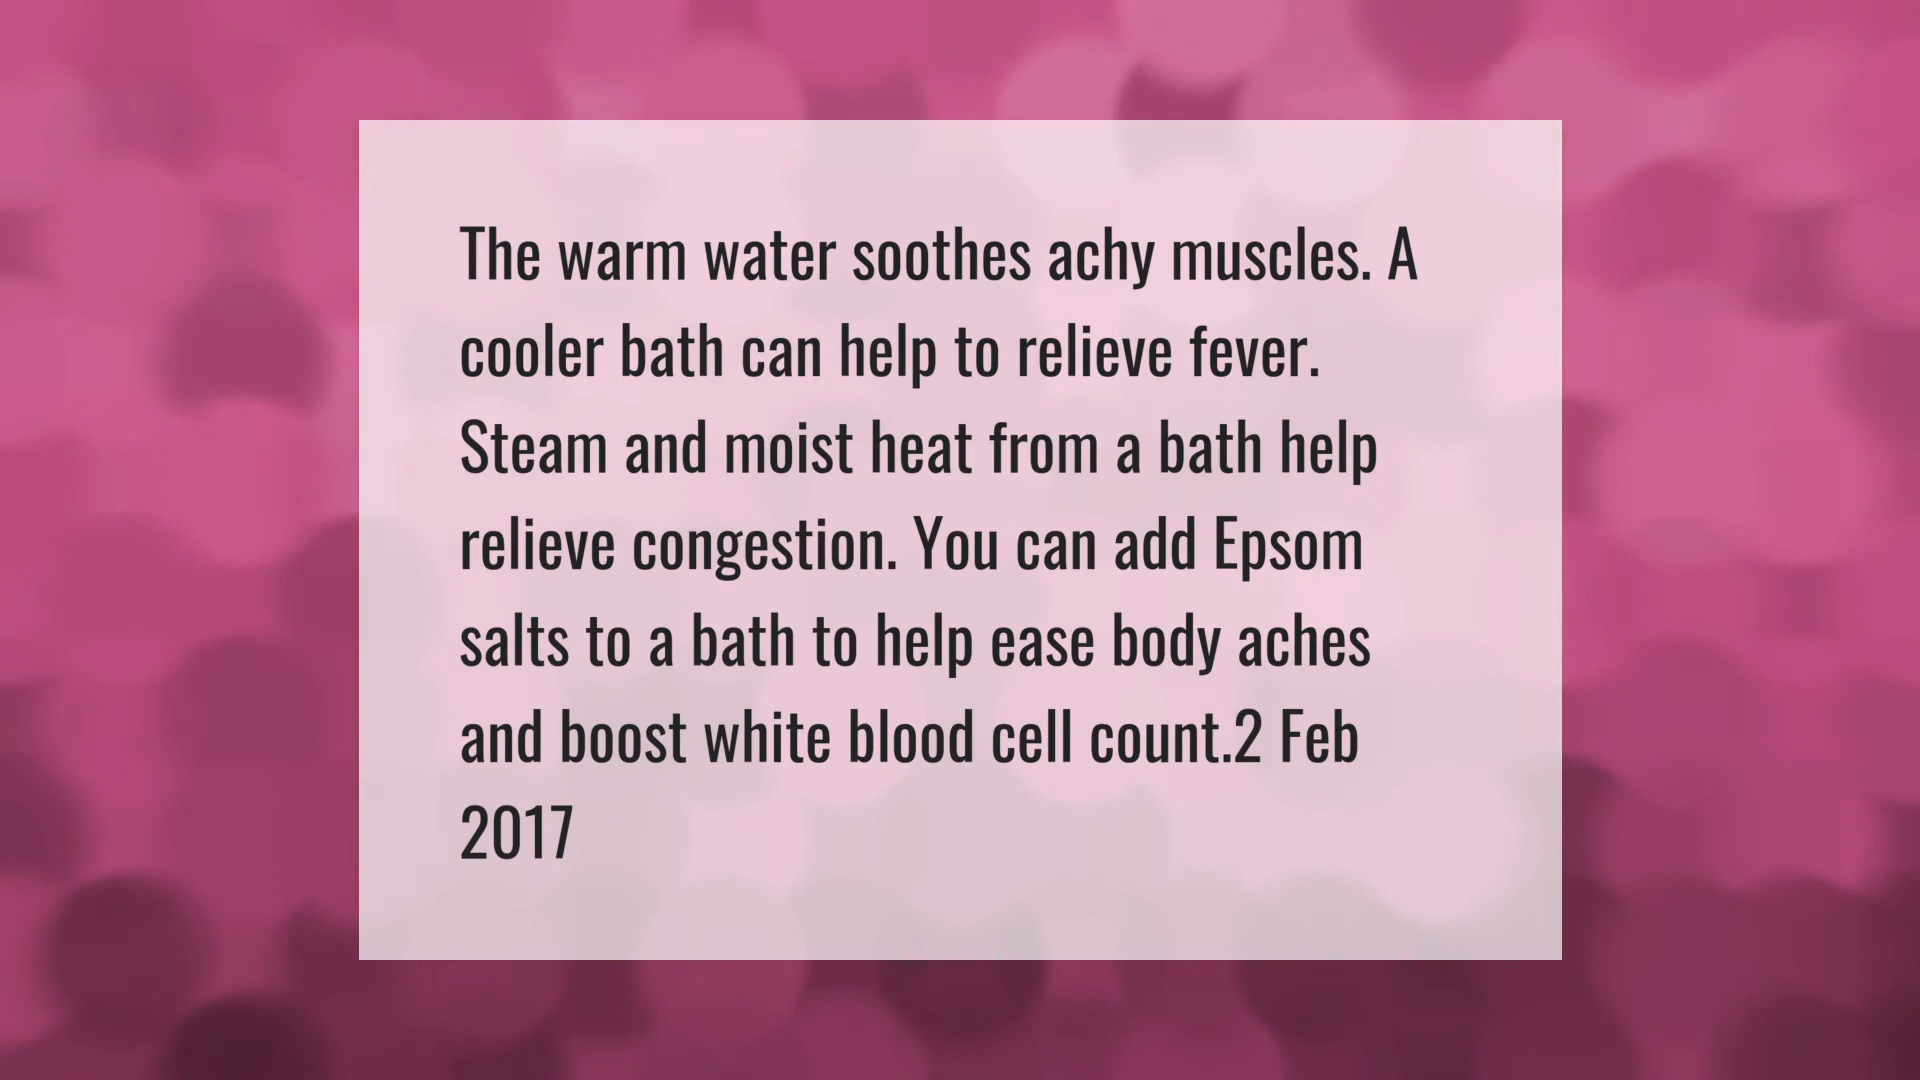 The warm water soothes achy muscles. A
cooler bath can help to relieve fever.
Steam and moist heat from a bath help
relieve congestion. You can add Epsom
salts to a bath to help ease body aches
and boost white blood cell count.2 Feb
2017